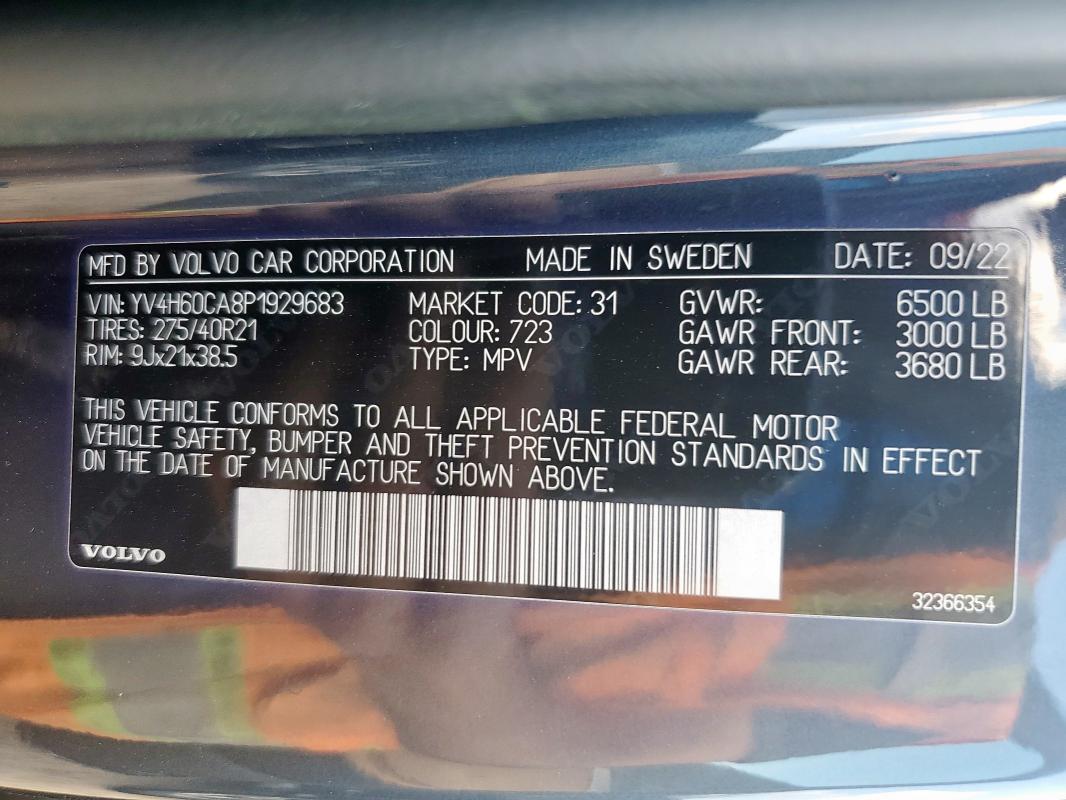 MFD BY VOLVO CAR CORPORATION MADE IN SWEDEN DATE: 09/22
VIN: YV4H60CA8P1929683 MARKET CODE: 31 GVWR: 6500 LB
TIRES: 275/40R21 COLOUR: 723 GAWR FRONT: 3000 LB
RIM: 9Jx21x38.5 TYPE: MPV GAWR REAR: 3680 LB
THIS VEHICLE CONFORMS TO ALL APPLICABLE FEDERAL MOTOR
VEHICLE SAFETY, BUMPER AND THEFT PREVENTION STANDARDS IN EFFECT
ON THE DATE OF MANUFACTURE SHOWN ABOVE.
VOLVO
32366354